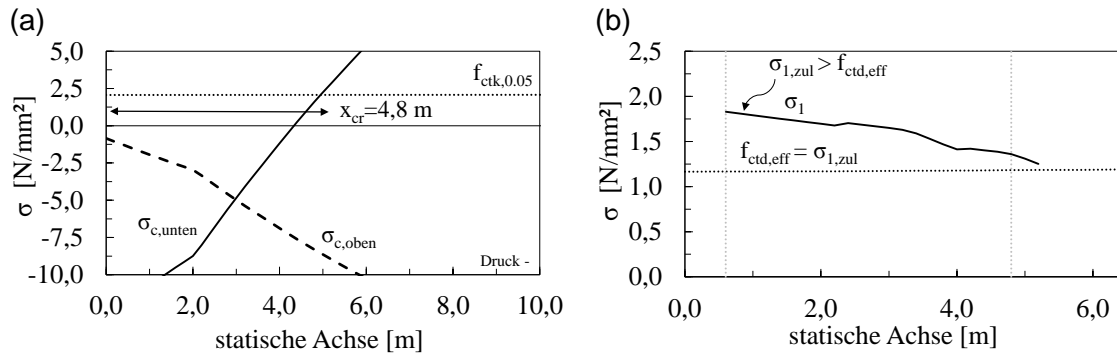 (a)
5,0
2,5
0,0
-2,5
-5,0
-7,5
-10,0
σ [N/mm²]
f_ctk,0.05
x_cr=4,8 m
σ_c,unten
σ_c,oben
Druck -
0,0 2,0 4,0 6,0 8,0 10,0
statische Achse [m]
(b)
2,5
2,0
1,5
1,0
0,5
0,0
σ [N/mm²]
σ_1,zul > f_ctd,eff
σ_1
f_ctd,eff = σ_1,zul
0,0 2,0 4,0 6,0
statische Achse [m]